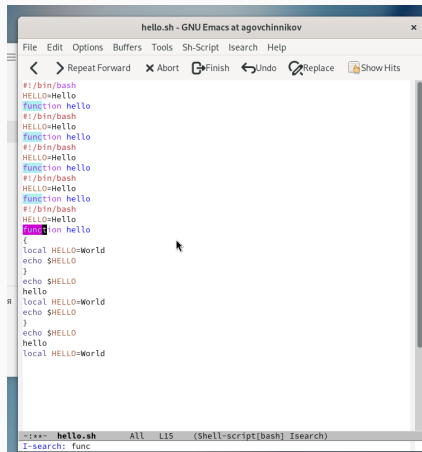 hello.sh - GNU Emacs at agovchinnikov ×
File Edit Options Buffers Tools Sh-Script Isearch Help
Repeat Forward Abort Finish Undo Replace Show Hits
#!/bin/bash
HELLO=Hello
function hello
#!/bin/bash
HELLO=Hello
function hello
#!/bin/bash
HELLO=Hello
function hello
#!/bin/bash
HELLO=Hello
function hello
#!/bin/bash
HELLO=Hello
function hello
{
local HELLO=World
echo $HELLO
}
echo $HELLO
hello
я
local HELLO=World
echo $HELLO
}
echo $HELLO
hello
local HELLO=World
-:**- hello.sh All L15 (Shell-script[bash] Isearch)
I-search: func